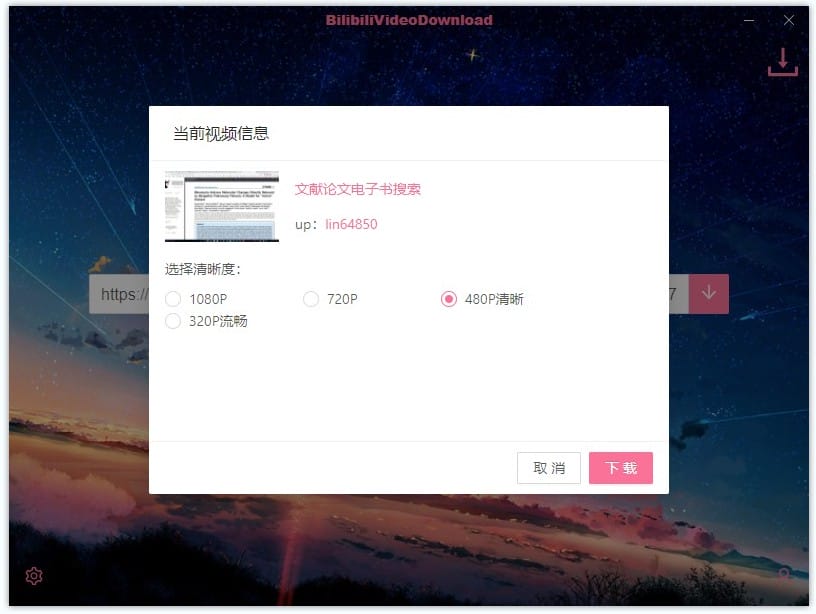 BilibiliVideoDownload
当前视频信息
文献论文电子书搜索
up：lin64850
选择清晰度：
1080P 720P 480P清晰
320P流畅
https:// 7
取 消 下 载